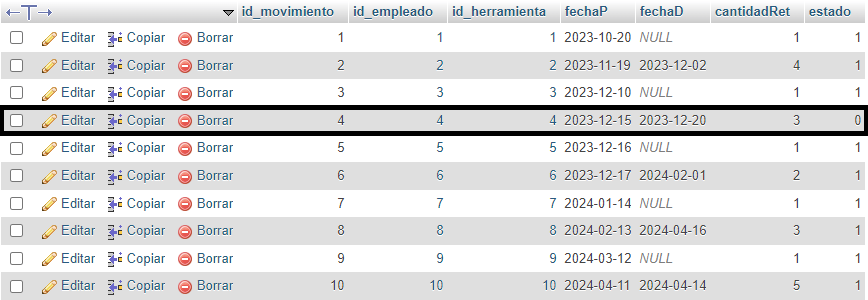 id_movimiento id_empleado id_herramienta fechaP fechaD cantidadRet estado
Editar Copiar Borrar 1 1 1 2023-10-20 NULL 1 1
Editar Copiar Borrar 2 2 2 2023-11-19 2023-12-02 4 1
Editar Copiar Borrar 3 3 3 2023-12-10 NULL 1 1
Editar Copiar Borrar 4 4 4 2023-12-15 2023-12-20 3 0
Editar Copiar Borrar 5 5 5 2023-12-16 NULL 1 1
Editar Copiar Borrar 6 6 6 2023-12-17 2024-02-01 2 1
Editar Copiar Borrar 7 7 7 2024-01-14 NULL 1 1
Editar Copiar Borrar 8 8 8 2024-02-13 2024-04-16 3 1
Editar Copiar Borrar 9 9 9 2024-03-12 NULL 1 1
Editar Copiar Borrar 10 10 10 2024-04-11 2024-04-14 5 1